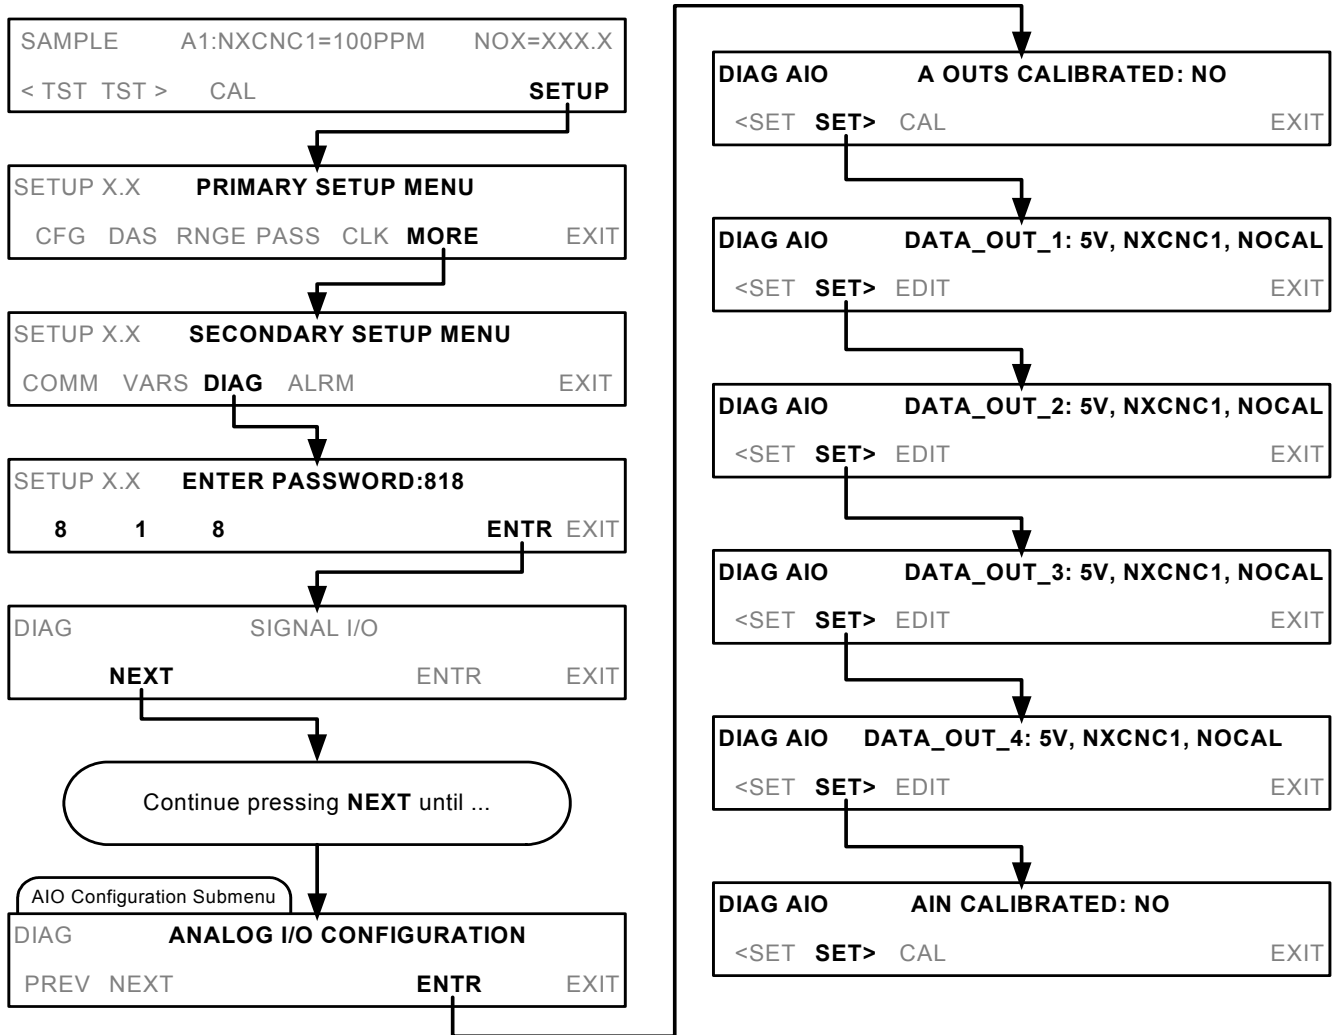 SAMPLE A1:NXCNC1=100PPM NOX=XXX.X
< TST TST > CAL SETUP
SETUP X.X PRIMARY SETUP MENU
CFG DAS RNGE PASS CLK MORE EXIT
SETUP X.X SECONDARY SETUP MENU
COMM VARS DIAG ALRM EXIT
SETUP X.X ENTER PASSWORD:818
8 1 8 ENTR EXIT
DIAG SIGNAL I/O
NEXT ENTR EXIT
Continue pressing NEXT until ...
AIO Configuration Submenu
DIAG ANALOG I/O CONFIGURATION
PREV NEXT ENTR EXIT
DIAG AIO A OUTS CALIBRATED: NO
<SET SET> CAL EXIT
DIAG AIO DATA_OUT_1: 5V, NXCNC1, NOCAL
<SET SET> EDIT EXIT
DIAG AIO DATA_OUT_2: 5V, NXCNC1, NOCAL
<SET SET> EDIT EXIT
DIAG AIO DATA_OUT_3: 5V, NXCNC1, NOCAL
<SET SET> EDIT EXIT
DIAG AIO DATA_OUT_4: 5V, NXCNC1, NOCAL
<SET SET> EDIT EXIT
DIAG AIO AIN CALIBRATED: NO
<SET SET> CAL EXIT